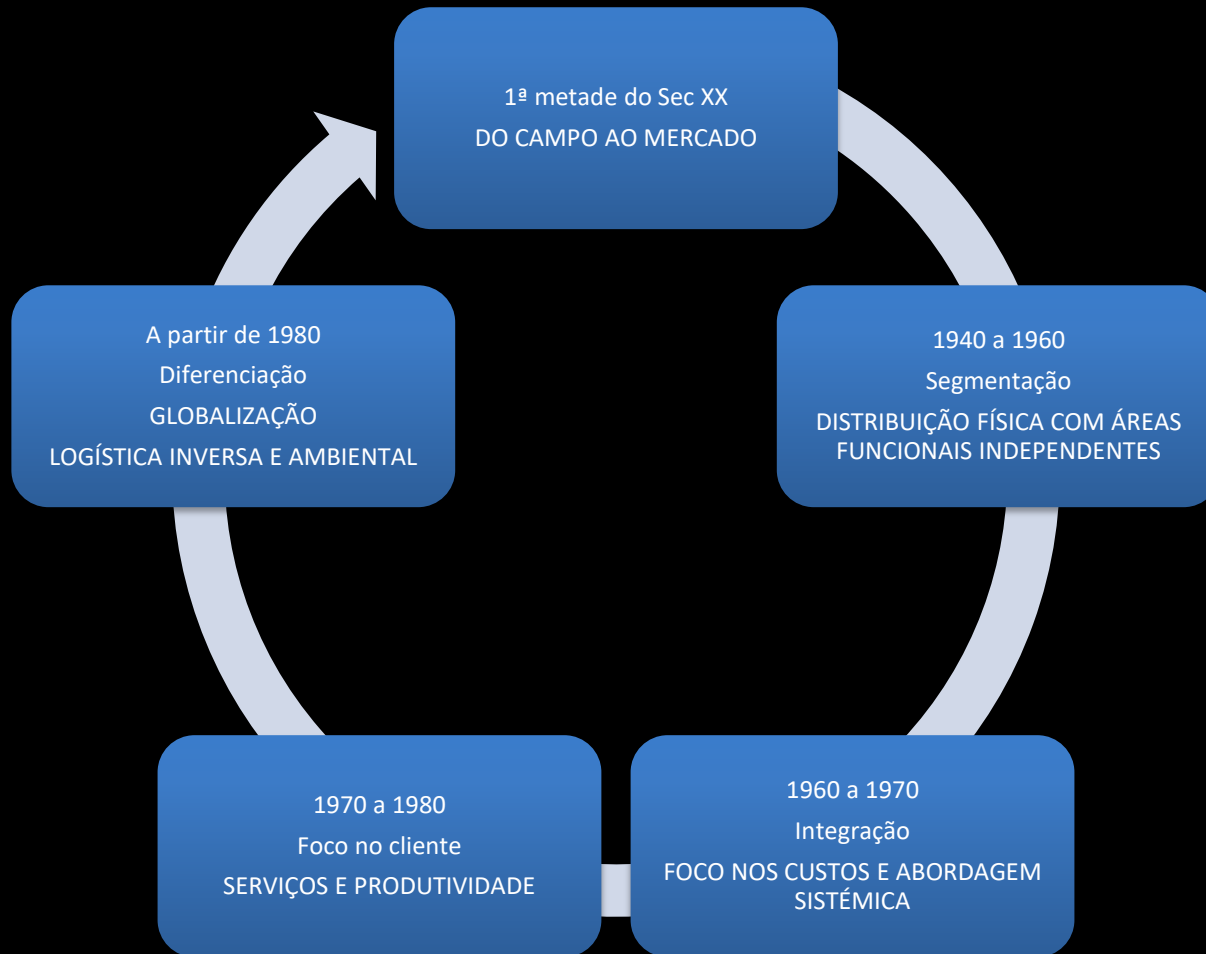 1ª metade do Sec XX
DO CAMPO AO MERCADO
1940 a 1960
Segmentação
DISTRIBUIÇÃO FÍSICA COM ÁREAS
FUNCIONAIS INDEPENDENTES
1960 a 1970
Integração
FOCO NOS CUSTOS E ABORDAGEM
SISTÉMICA
1970 a 1980
Foco no cliente
SERVIÇOS E PRODUTIVIDADE
A partir de 1980
Diferenciação
GLOBALIZAÇÃO
LOGÍSTICA INVERSA E AMBIENTAL